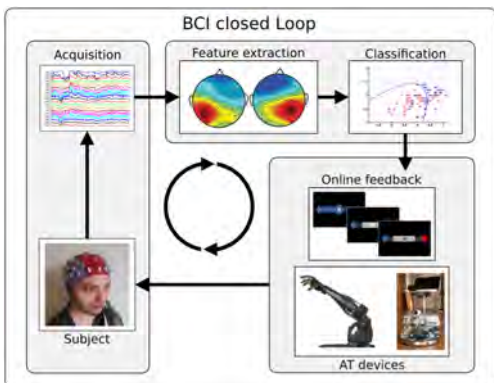 BCI closed Loop
Acquisition
Feature extraction
Classification
Online feedback
Subject
AT devices